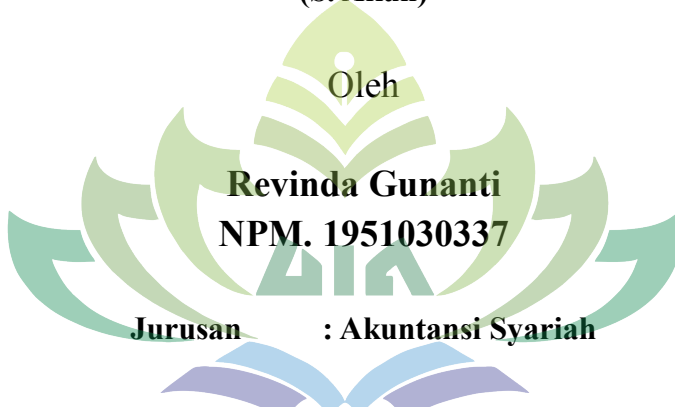 Oleh
Revinda Gunanti
NPM. 1951030337
Jurusan : Akuntansi Syariah